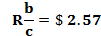 R b/c = $ 2.57